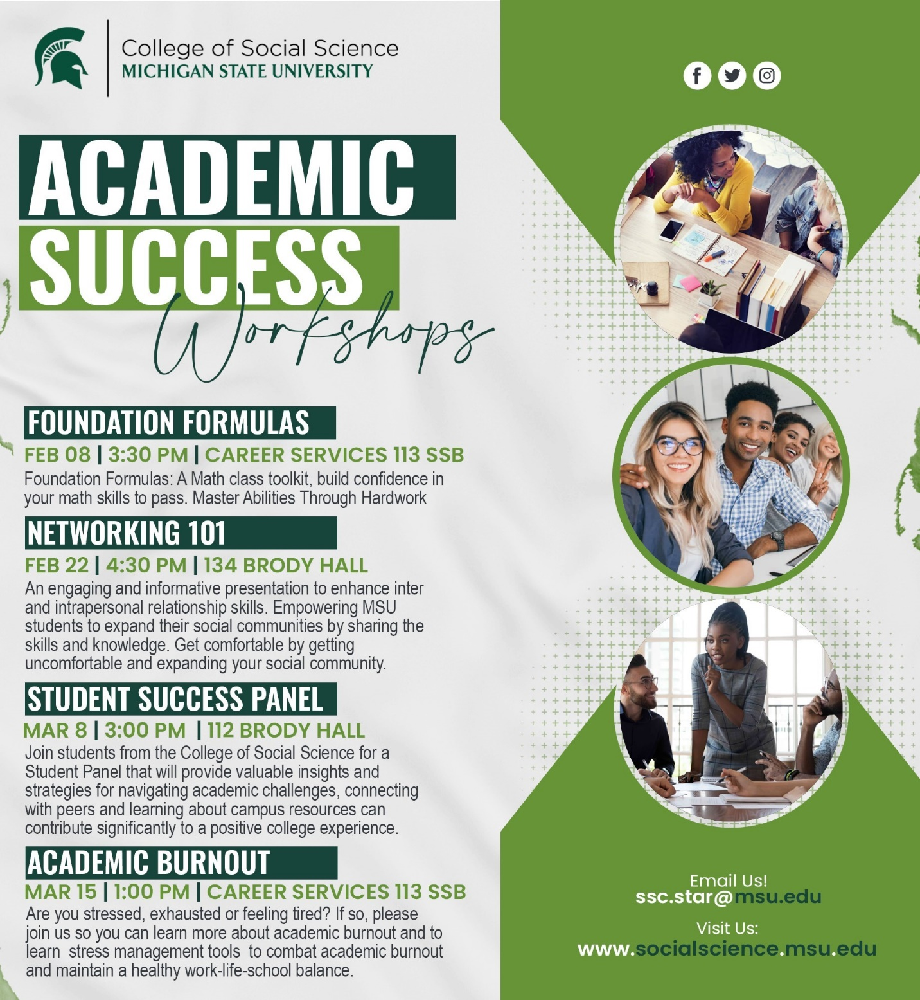 College of Social Science
MICHIGAN STATE UNIVERSITY
ACADEMIC
SUCCESS
Workshops
FOUNDATION FORMULAS
FEB 08 | 3:30 PM | CAREER SERVICES 113 SSB
Foundation Formulas: A Math class toolkit, build confidence in
your math skills to pass. Master Abilities Through Hardwork
NETWORKING 101
FEB 22 | 4:30 PM | 134 BRODY HALL
An engaging and informative presentation to enhance inter
and intrapersonal relationship skills. Empowering MSU
students to expand their social communities by sharing the
skills and knowledge. Get comfortable by getting
uncomfortable and expanding your social community.
STUDENT SUCCESS PANEL
MAR 8 | 3:00 PM | 112 BRODY HALL
Join students from the College of Social Science for a
Student Panel that will provide valuable insights and
strategies for navigating academic challenges, connecting
with peers and learning about campus resources can
contribute significantly to a positive college experience.
ACADEMIC BURNOUT
MAR 15 | 1:00 PM | CAREER SERVICES 113 SSB
Are you stressed, exhausted or feeling tired? If so, please
join us so you can learn more about academic burnout and to
learn stress management tools to combat academic burnout
and maintain a healthy work-life-school balance.
Email Us!
ssc.star@msu.edu
Visit Us:
www.socialscience.msu.edu